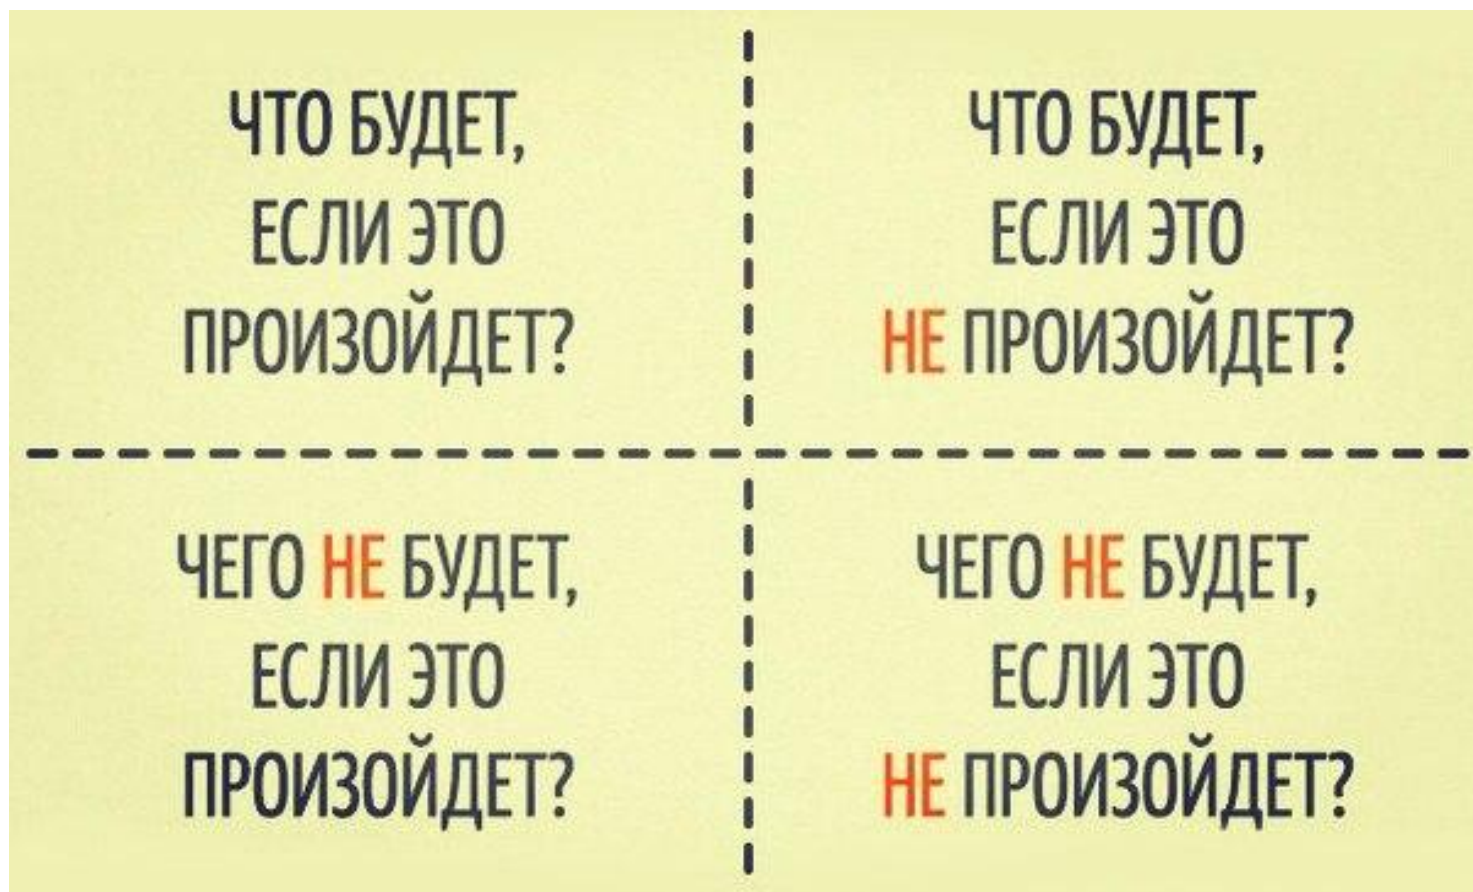 ЧТО БУДЕТ,
ЕСЛИ ЭТО
ПРОИЗОЙДЕТ?
ЧТО БУДЕТ,
ЕСЛИ ЭТО
НЕ ПРОИЗОЙДЕТ?
ЧЕГО НЕ БУДЕТ,
ЕСЛИ ЭТО
ПРОИЗОЙДЕТ?
ЧЕГО НЕ БУДЕТ,
ЕСЛИ ЭТО
НЕ ПРОИЗОЙДЕТ?